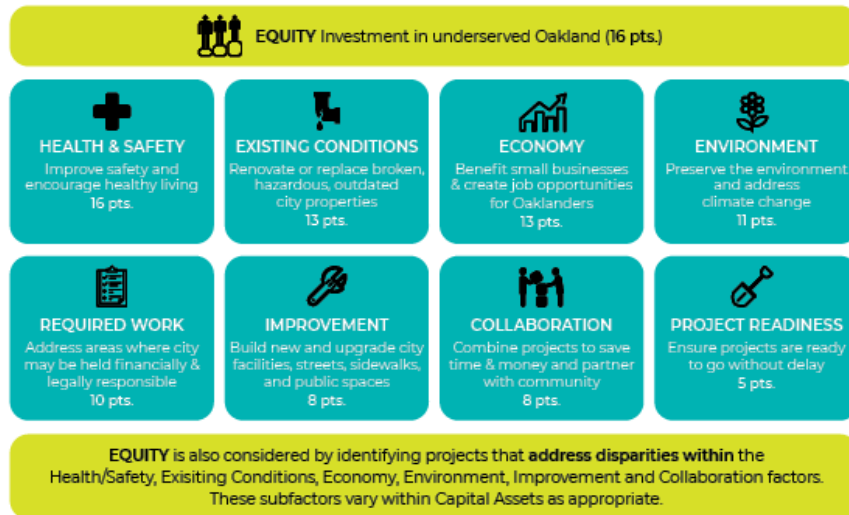 EQUITY Investment in underserved Oakland (16 pts.)
HEALTH & SAFETY
Improve safety and
encourage healthy living
16 pts.
EXISTING CONDITIONS
Renovate or replace broken,
hazardous, outdated
city properties
13 pts.
ECONOMY
Benefit small businesses
& create job opportunities
for Oaklanders
13 pts.
ENVIRONMENT
Preserve the environment
and address
climate change
11 pts.
REQUIRED WORK
Address areas where city
may be held financially &
legally responsible
10 pts.
IMPROVEMENT
Build new and upgrade city
facilities, streets, sidewalks,
and public spaces
8 pts.
COLLABORATION
Combine projects to save
time & money and partner
with community
8 pts.
PROJECT READINESS
Ensure projects are ready
to go without delay
5 pts.
EQUITY is also considered by identifying projects that address disparities within the
Health/Safety, Exisiting Conditions, Economy, Environment, Improvement and Collaboration factors.
These subfactors vary within Capital Assets as appropriate.